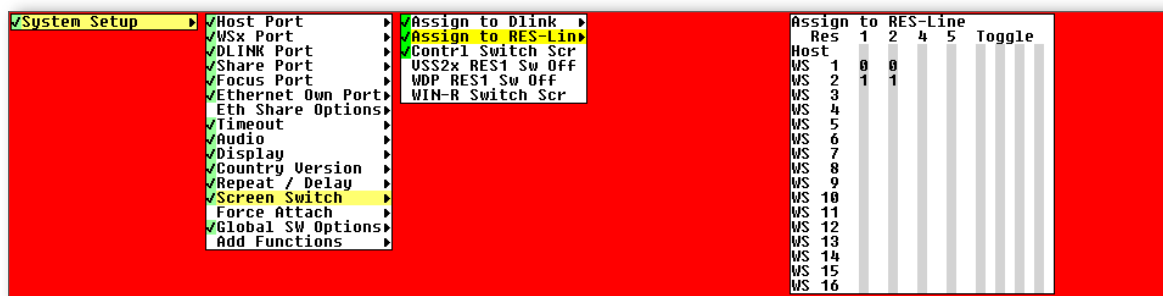 System Setup
Host Port
WSx Port
DLINK Port
Share Port
Focus Port
Ethernet Own Port
Eth Share Options
Timeout
Audio
Display
Country Version
Repeat / Delay
Screen Switch
Force Attach
Global SW Options
Add Functions
Assign to Dlink
Assign to RES-Lin
Contrl Switch Scr
VSS2x RES1 Sw Off
WDP RES1 Sw Off
WIN-R Switch Scr
Assign to RES-Line
Res 1 2 4 5 Toggle
Host
WS 1 0 0
WS 2 1 1
WS 3
WS 4
WS 5
WS 6
WS 7
WS 8
WS 9
WS 10
WS 11
WS 12
WS 13
WS 14
WS 15
WS 16